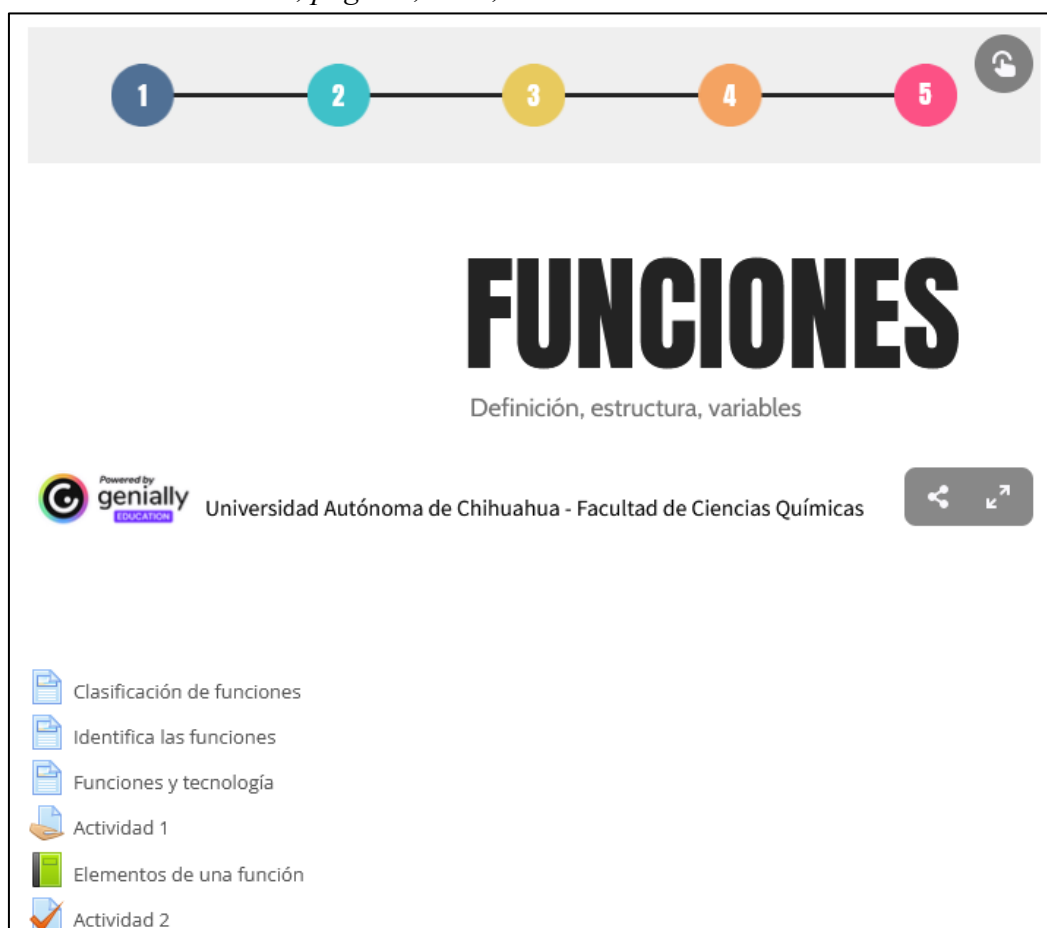 1 2 3 4 5
FUNCIONES
Definición, estructura, variables
Powered by
genially
EDUCATION
Universidad Autónoma de Chihuahua - Facultad de Ciencias Químicas
Clasificación de funciones
Identifica las funciones
Funciones y tecnología
Actividad 1
Elementos de una función
Actividad 2